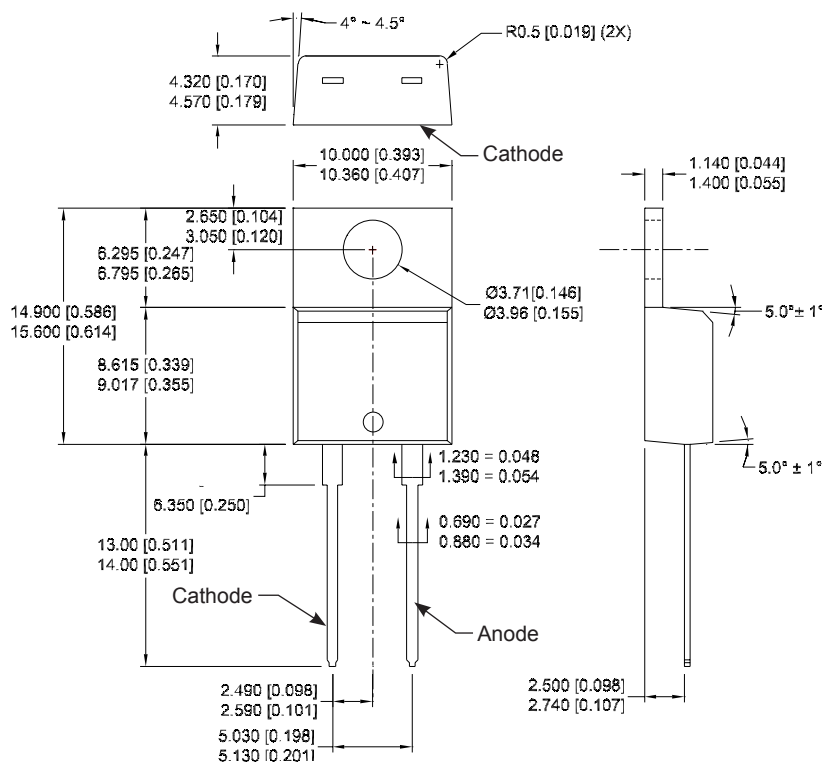 4° ~ 4.5°
R0.5 [0.019] (2X)
4.320 [0.170]
4.570 [0.179]
+
Cathode
10.000 [0.393]
10.360 [0.407]
1.140 [0.044]
1.400 [0.055]
2.650 [0.104]
3.050 [0.120]
6.295 [0.247]
6.795 [0.265]
14.900 [0.586]
15.600 [0.614]
Ø3.71[0.146]
Ø3.96 [0.155]
5.0°± 1°
8.615 [0.339]
9.017 [0.355]
1.230 = 0.048
1.390 = 0.054
5.0° ± 1°
6.350 [0.250]
0.690 = 0.027
0.880 = 0.034
13.00 [0.511]
14.00 [0.551]
Cathode
Anode
2.490 [0.098]
2.590 [0.101]
2.500 [0.098]
2.740 [0.107]
5.030 [0.198]
5.130 [0.201]